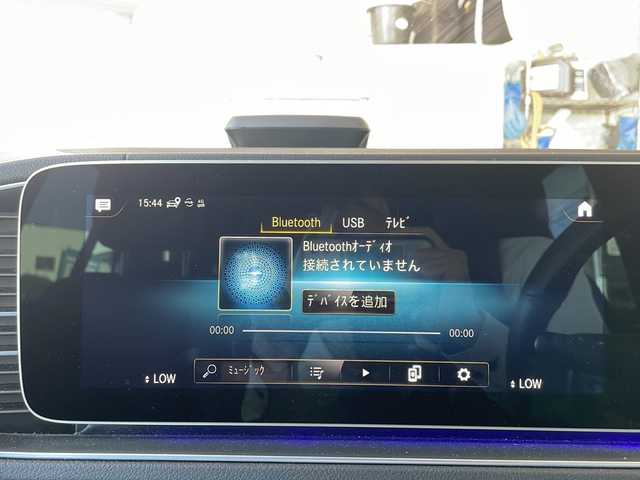 15:44 4G
Bluetooth USB ﾃﾚﾋﾞ
Bluetoothｵｰﾃﾞｨｵ
接続されていません
ﾃﾞﾊﾞｲｽを追加
00:00 00:00
ﾐｭｰｼﾞｯｸ
LOW LOW